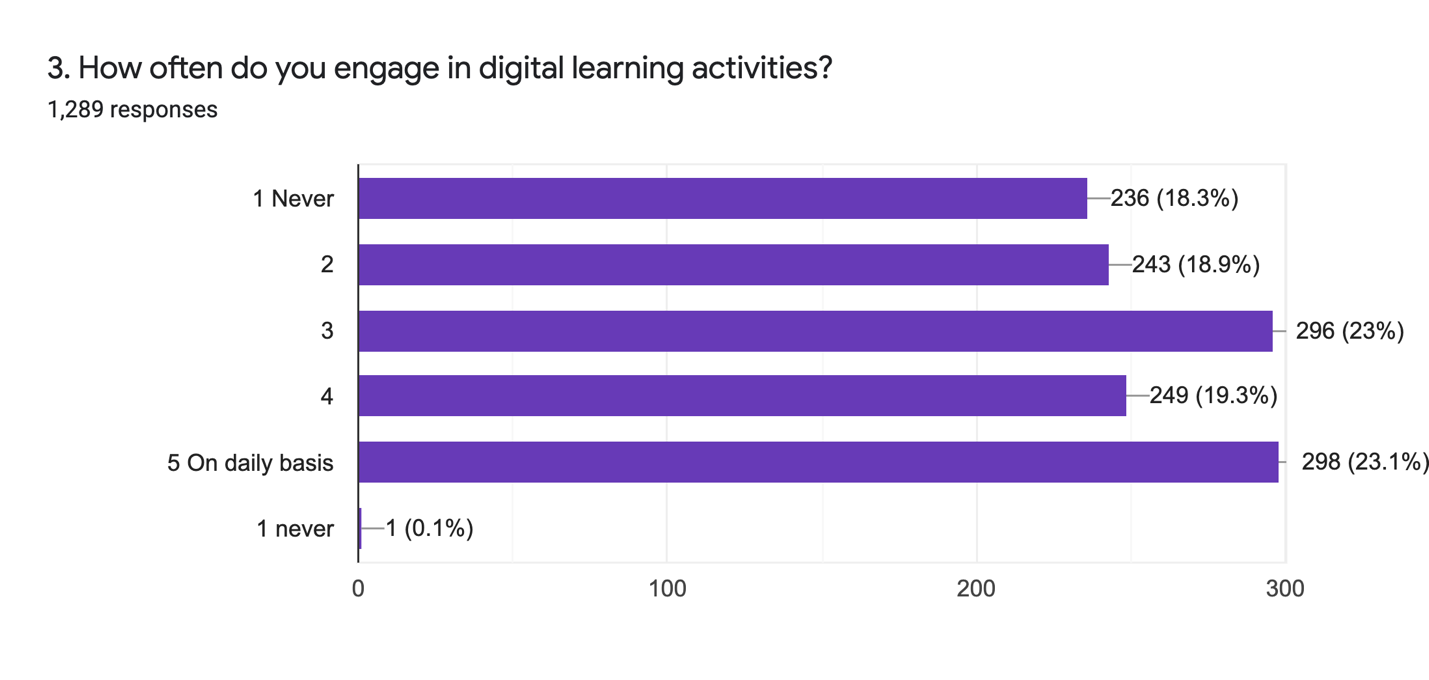 3. How often do you engage in digital learning activities?
1,289 responses
1 Never 236 (18.3%)
2 243 (18.9%)
3 296 (23%)
4 249 (19.3%)
5 On daily basis 298 (23.1%)
1 never 1 (0.1%)
0 100 200 300